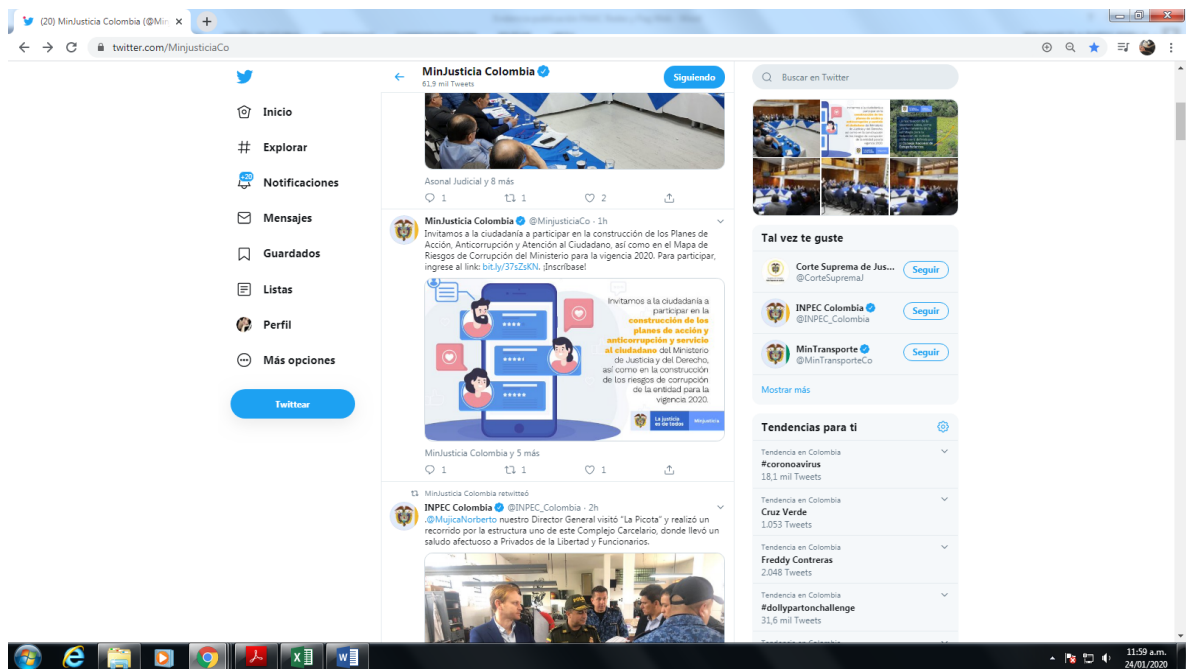 (20) MinJusticia Colombia (@Min
twitter.com/MinjusticiaCo
Inicio
Explorar
+20
Notificaciones
Mensajes
Guardados
Listas
Perfil
Más opciones
Twittear
MinJusticia Colombia
61,9 mil Tweets
Siguiendo
Asonal Judicial y 8 más
1 1 2
MinJusticia Colombia @MinjusticiaCo · 1h
Invitamos a la ciudadanía a participar en la construcción de los Planes de
Acción, Anticorrupción y Atención al Ciudadano, así como en el Mapa de
Riesgos de Corrupción del Ministerio para la vigencia 2020. Para participar,
ingrese al link: bit.ly/37sZsKN. ¡Inscríbase!
Invitamos a la ciudadanía a
participar en la
construcción de los
planes de acción y
anticorrupción y servicio
al ciudadano del Ministerio
de Justicia y del Derecho,
así como en la construcción
de los riesgos de corrupción
de la entidad para la
vigencia 2020.
La justicia
es de todos
Minjusticia
MinJusticia Colombia y 5 más
1 1 1
MinJusticia Colombia retwitteó
INPEC Colombia @INPEC_Colombia · 2h
.@MujicaNorberto nuestro Director General visitó "La Picota" y realizó un
recorrido por la estructura uno de este Complejo Carcelario, donde llevó un
saludo afectuoso a Privados de la Libertad y Funcionarios.
Buscar en Twitter
Tal vez te guste
Corte Suprema de Jus...
@CorteSupremaJ
Seguir
INPEC Colombia
@INPEC_Colombia
Seguir
MinTransporte
@MinTransporteCo
Seguir
Mostrar más
Tendencias para ti
Tendencia en Colombia
#coronoavirus
18,1 mil Tweets
Tendencia en Colombia
Cruz Verde
1.053 Tweets
Tendencia en Colombia
Freddy Contreras
2.048 Tweets
Tendencia en Colombia
#dollypartonchallenge
31,6 mil Tweets
Tendencia en Colombia
11:59 a.m.
24/01/2020